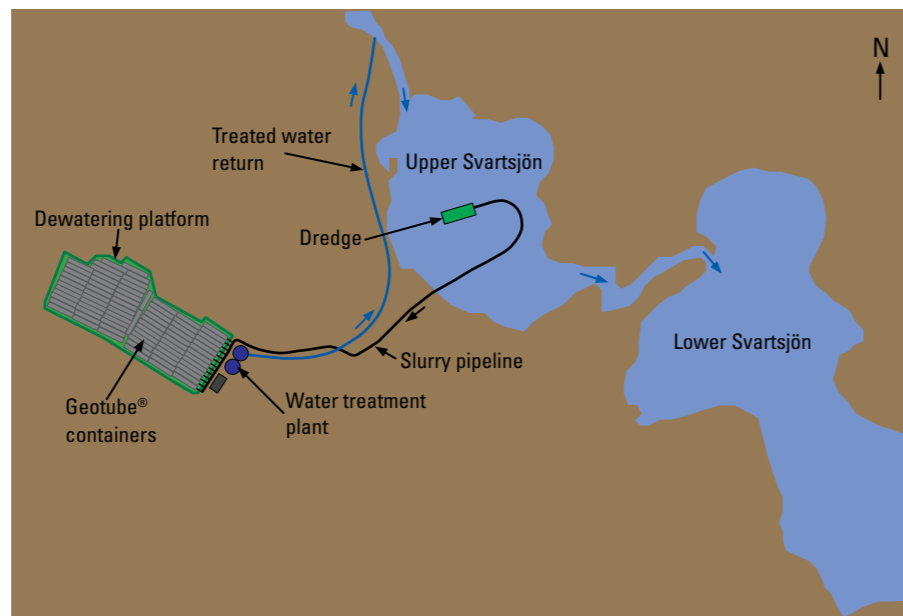 N
Treated water
return
Upper Svartsjön
Dewatering platform
Dredge
Lower Svartsjön
Slurry pipeline
Geotube®
containers
Water treatment
plant